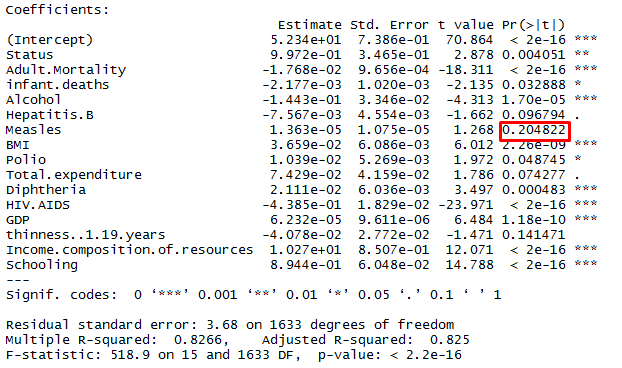 Coefficients:
Estimate Std. Error t value Pr(>|t|)
(Intercept) 5.234e+01 7.386e-01 70.864 < 2e-16 ***
Status 9.972e-01 3.465e-01 2.878 0.004051 **
Adult.Mortality -1.768e-02 9.656e-04 -18.311 < 2e-16 ***
infant.deaths -2.177e-03 1.020e-03 -2.135 0.032888 *
Alcohol -1.443e-01 3.346e-02 -4.313 1.70e-05 ***
Hepatitis.B -7.567e-03 4.554e-03 -1.662 0.096794 .
Measles 1.363e-05 1.075e-05 1.268 0.204822
BMI 3.659e-02 6.086e-03 6.012 2.26e-09 ***
Polio 1.039e-02 5.269e-03 1.972 0.048745 *
Total.expenditure 7.429e-02 4.159e-02 1.786 0.074277 .
Diphtheria 2.111e-02 6.036e-03 3.497 0.000483 ***
HIV.AIDS -4.385e-01 1.829e-02 -23.971 < 2e-16 ***
GDP 6.232e-05 9.611e-06 6.484 1.18e-10 ***
thinness..1.19.years -4.078e-02 2.772e-02 -1.471 0.141471
Income.composition.of.resources 1.027e+01 8.507e-01 12.071 < 2e-16 ***
Schooling 8.944e-01 6.048e-02 14.788 < 2e-16 ***
---
Signif. codes: 0 ‘***’ 0.001 ‘**’ 0.01 ‘*’ 0.05 ‘.’ 0.1 ‘ ’ 1
Residual standard error: 3.68 on 1633 degrees of freedom
Multiple R-squared: 0.8266, Adjusted R-squared: 0.825
F-statistic: 518.9 on 15 and 1633 DF, p-value: < 2.2e-16